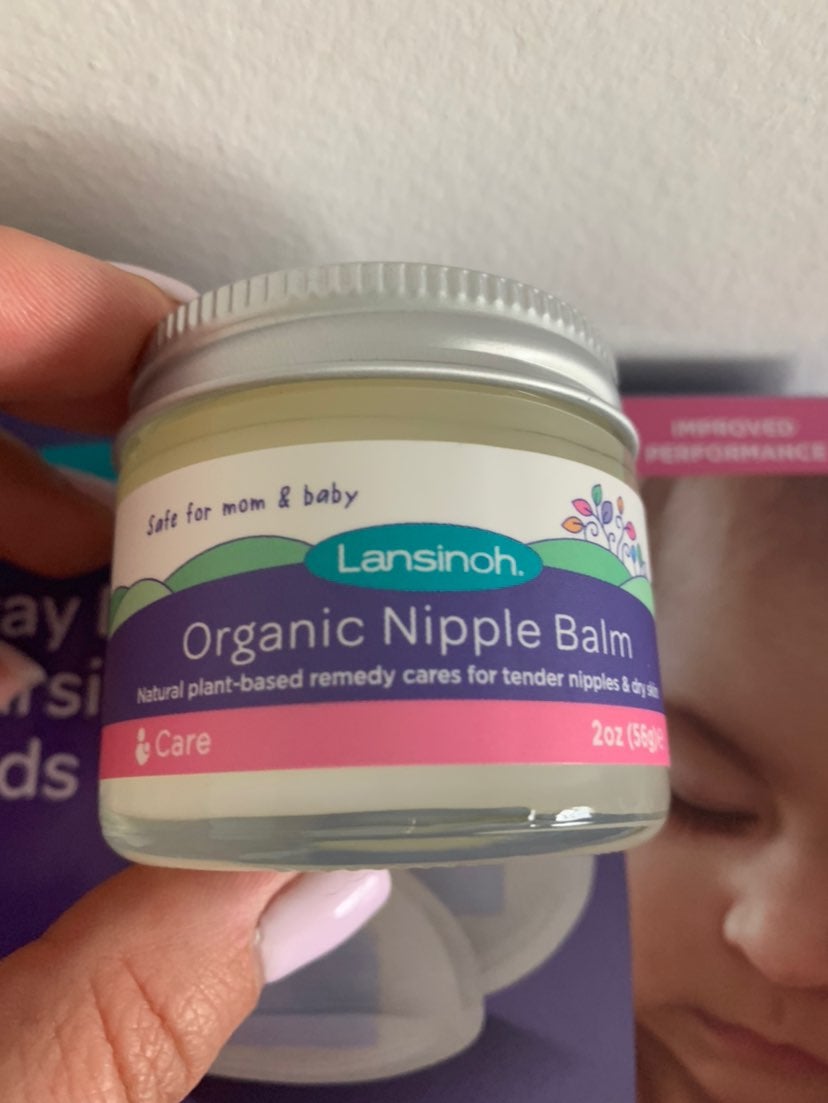 Safe for mom & baby
Lansinoh®
Organic Nipple Balm
Natural plant-based remedy cares for tender nipples & dry skin
Care
2oz (56g)℮
IMPROVED
PERFORMANCE
ds